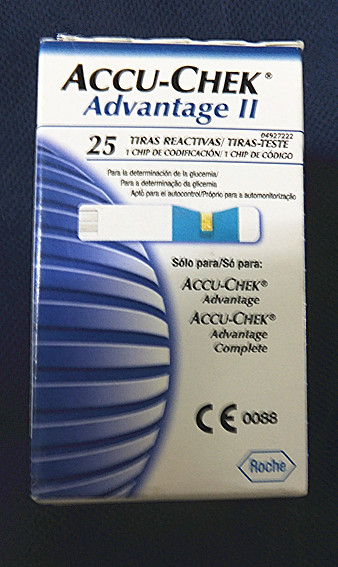 ACCU-CHEK®
Advantage II
04927222
25 TIRAS REACTIVAS/ TIRAS-TESTE
1 CHIP DE CODIFICACIÓN/ 1 CHIP DE CÓDIGO
Para la determinación de la glucemia/
Para a determinação da glicemia
Apto para el autocontrol/Próprio para a automonitorização
Sólo para/Só para:
ACCU-CHEK®
Advantage
ACCU-CHEK®
Advantage
Complete
CE 0088
Roche